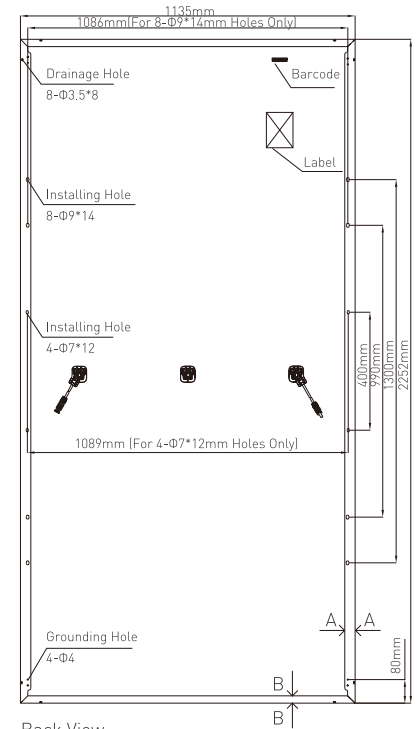 1135mm
1086mm(For 8-Φ9*14mm Holes Only)
Drainage Hole
8-Φ3.5*8
Barcode
Label
Installing Hole
8-Φ9*14
Installing Hole
4-Φ7*12
400mm
990mm
1300mm
2252mm
1089mm (For 4-Φ7*12mm Holes Only)
A A
Grounding Hole
4-Φ4
80mm
B
B
Back View